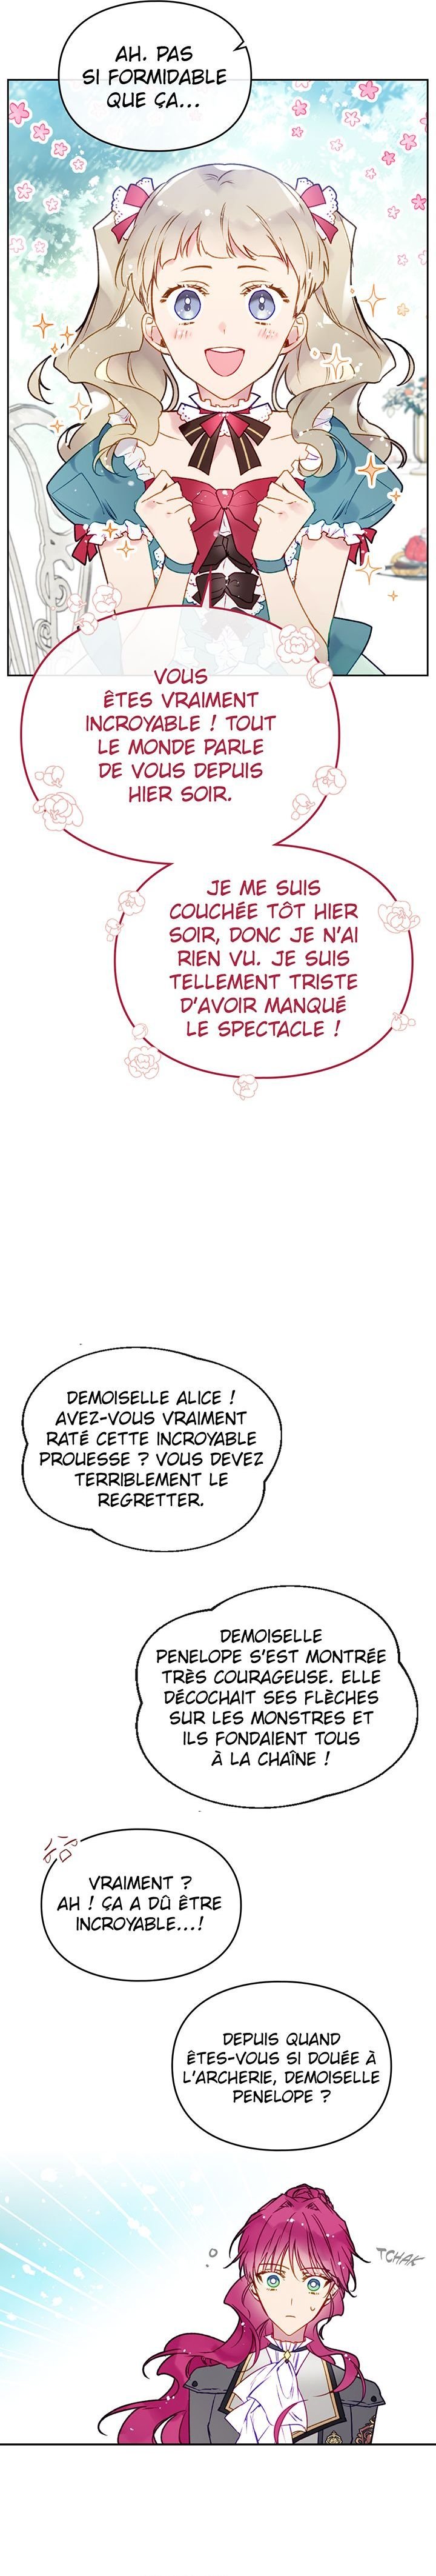 AH. PAS
SI FORMIDABLE
QUE ÇA...
VOUS
ÊTES VRAIMENT
INCROYABLE ! TOUT
LE MONDE PARLE
DE VOUS DEPUIS
HIER SOIR.
JE ME SUIS
COUCHÉE TÔT HIER
SOIR, DONC JE N'AI
RIEN VU. JE SUIS
TELLEMENT TRISTE
D'AVOIR MANQUÉ
LE SPECTACLE !
DEMOISELLE ALICE !
AVEZ-VOUS VRAIMENT
RATÉ CETTE INCROYABLE
PROUESSE ? VOUS DEVEZ
TERRIBLEMENT LE
REGRETTER.
DEMOISELLE
PENELOPE S'EST MONTRÉE
TRÈS COURAGEUSE. ELLE
DÉCOCHAIT SES FLÈCHES
SUR LES MONSTRES ET
ILS FONDAIENT TOUS
À LA CHAÎNE !
VRAIMENT ?
AH ! ÇA A DÛ ÊTRE
INCROYABLE...!
DEPUIS QUAND
ÊTES-VOUS SI DOUÉE À
L'ARCHERIE, DEMOISELLE
PENELOPE ?
TCHAK